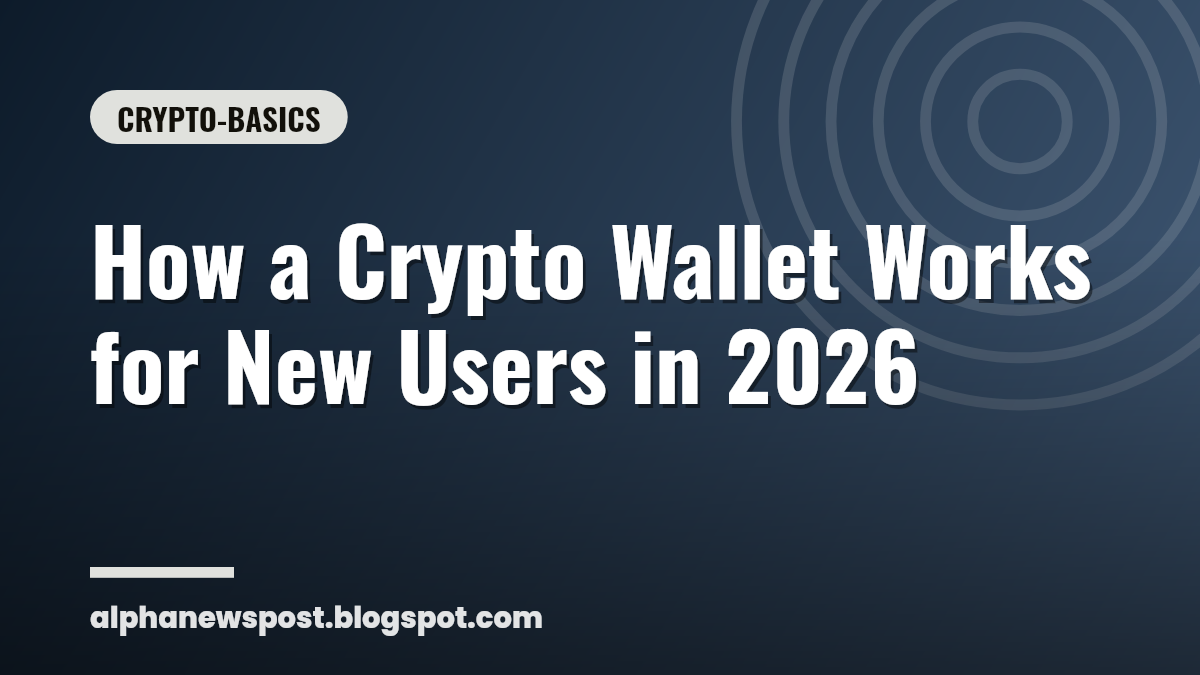 CRYPTO-BASICS
How a Crypto Wallet Works
for New Users in 2026
alphanewspost.blogspot.com